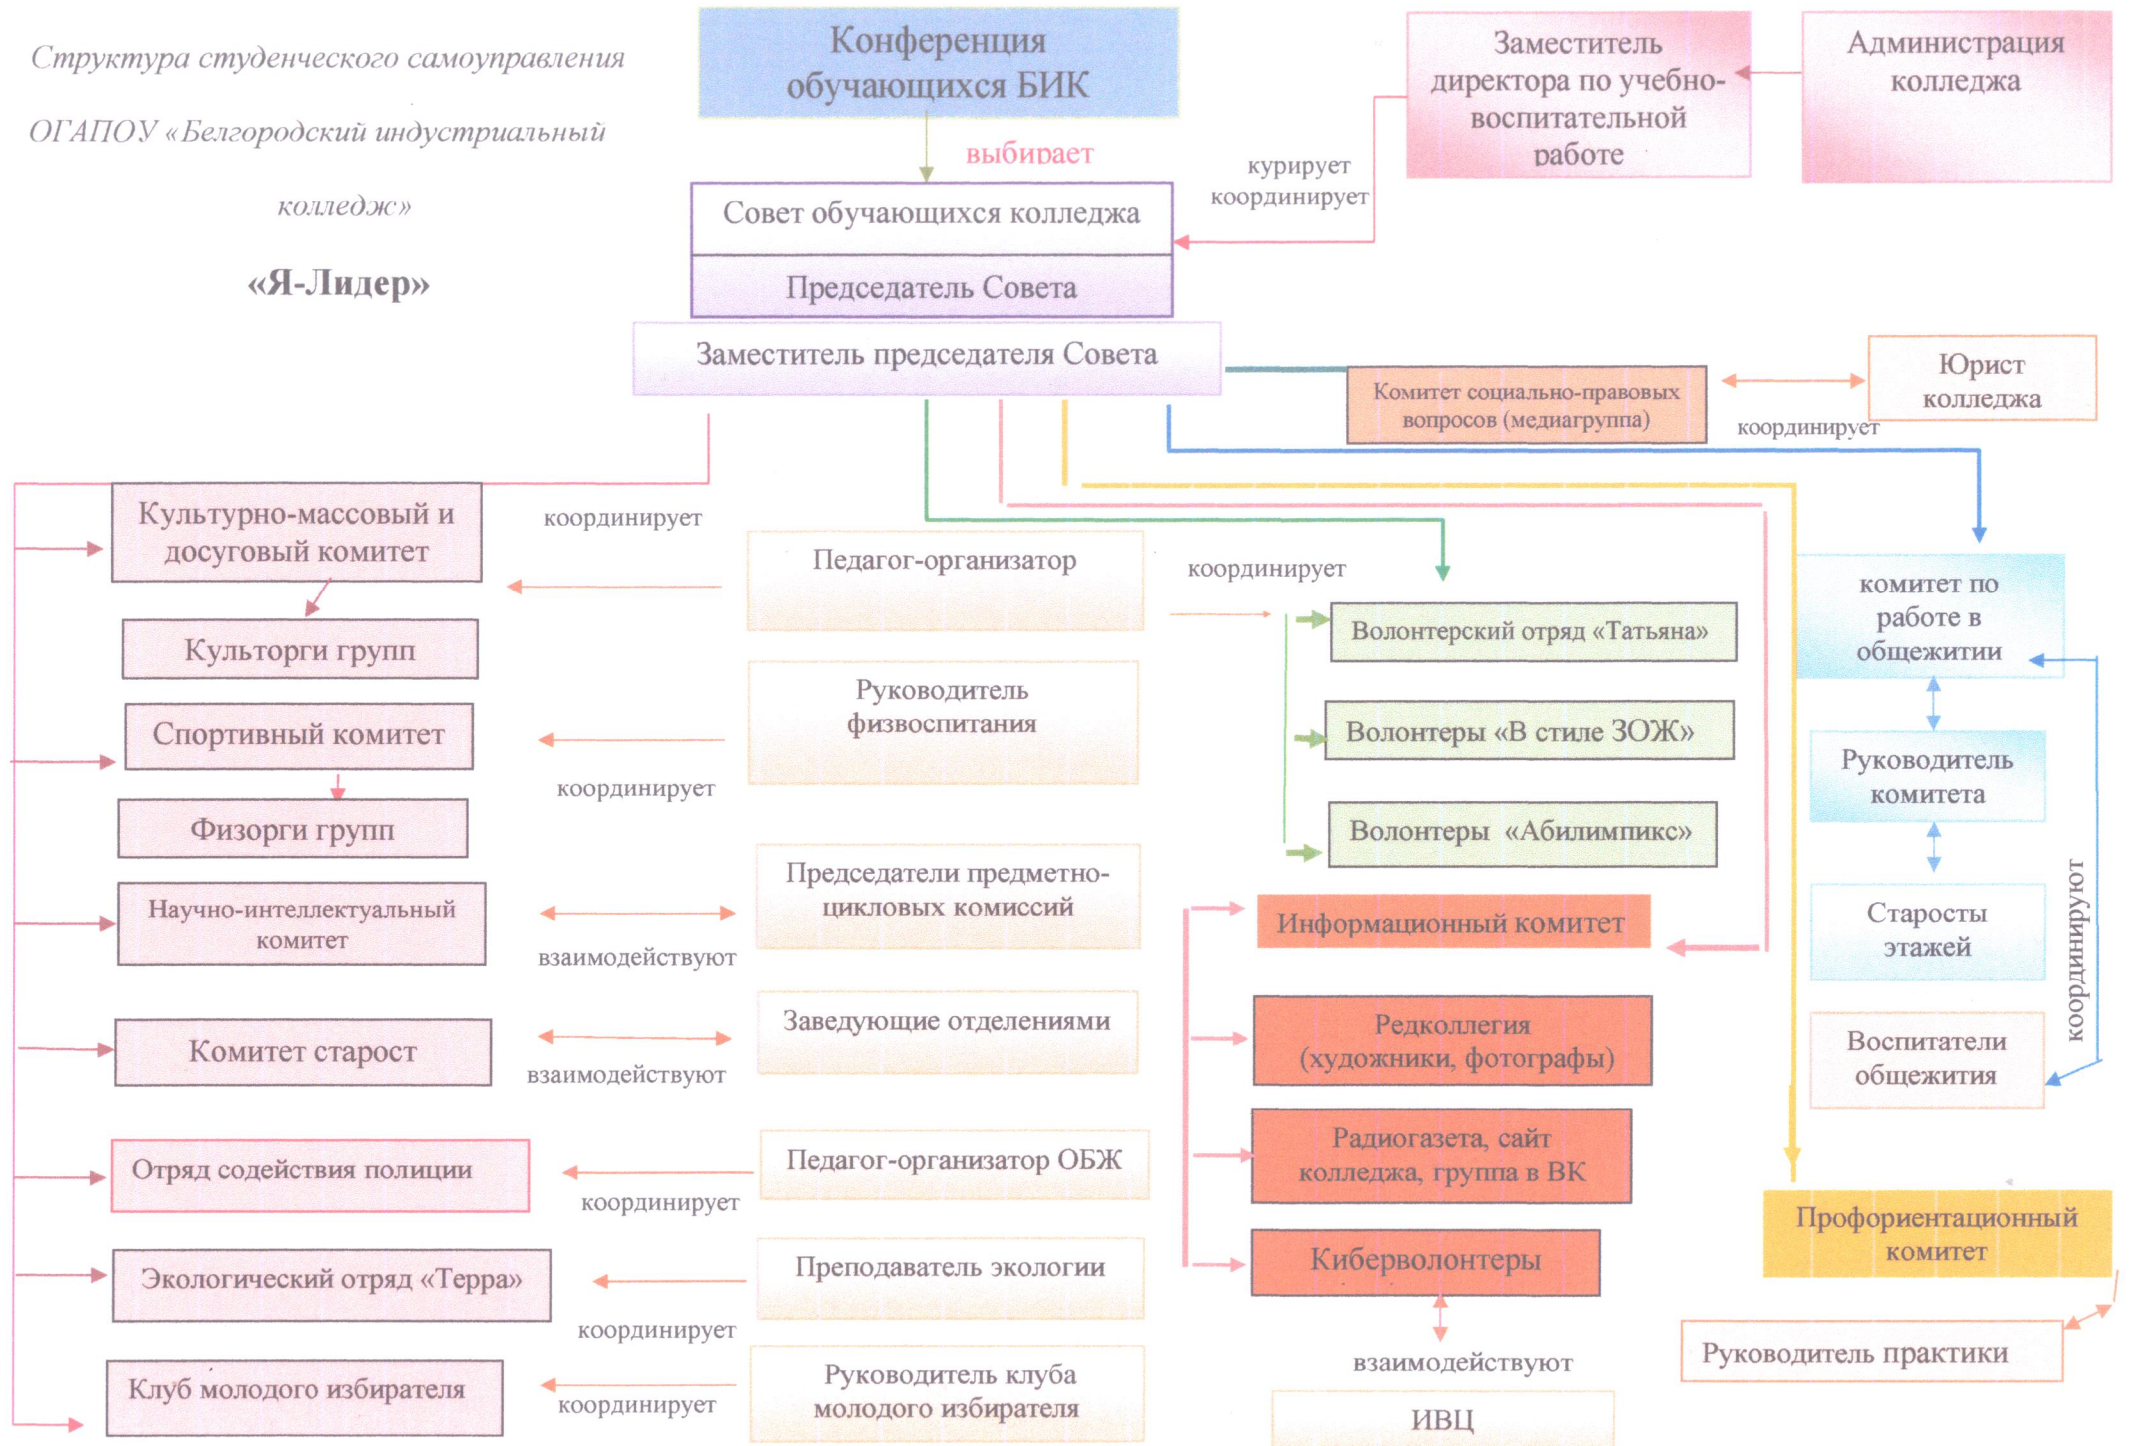 Структура студенческого самоуправления
ОГАПОУ «Белгородский индустриальный
колледж»
«Я-Лидер»
Конференция
обучающихся БИК
выбирает
Заместитель
директора по учебно-
воспитательной
работе
Администрация
колледжа
курирует
координирует
Совет обучающихся колледжа
Председатель Совета
Заместитель председателя Совета
Комитет социально-правовых
вопросов (медиагруппа)
Юрист
колледжа
координирует
Культурно-массовый и
досуговый комитет
координирует
Педагог-организатор
Культорги групп
Спортивный комитет
Руководитель
физвоспитания
координирует
Физорги групп
Научно-интеллектуальный
комитет
Председатели предметно-
цикловых комиссий
взаимодействуют
Комитет старост
Заведующие отделениями
взаимодействуют
Отряд содействия полиции
Педагог-организатор ОБЖ
координирует
Экологический отряд «Терра»
Преподаватель экологии
координирует
Клуб молодого избирателя
Руководитель клуба
молодого избирателя
координирует
координирует
Волонтерский отряд «Татьяна»
Волонтеры «В стиле ЗОЖ»
Волонтеры «Абилимпикс»
Информационный комитет
Редколлегия
(художники, фотографы)
Радиогазета, сайт
колледжа, группа в ВК
Киберволонтеры
взаимодействуют
ИВЦ
комитет по
работе в
общежитии
Руководитель
комитета
Старосты
этажей
Воспитатели
общежития
координируют
Профориентационный
комитет
Руководитель практики